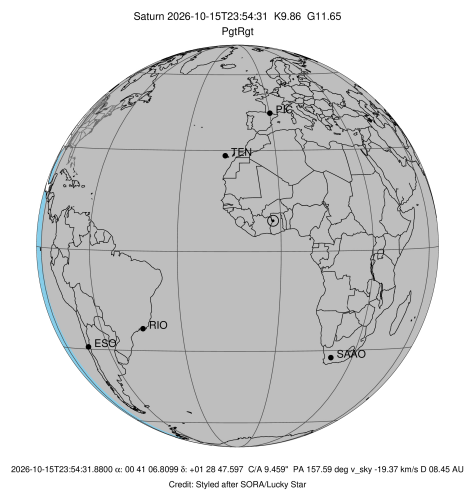 Saturn 2026-10-15T23:54:31  K9.86  G11.65
PgtRgt
PIC
TEN
RIO
ESO
SAAO
2026-10-15T23:54:31.8800 α: 00 41 06.8099 δ: +01 28 47.597  C/A 9.459"  PA 157.59 deg v_sky -19.37 km/s D 08.45 AU
Credit: Styled after SORA/Lucky Star